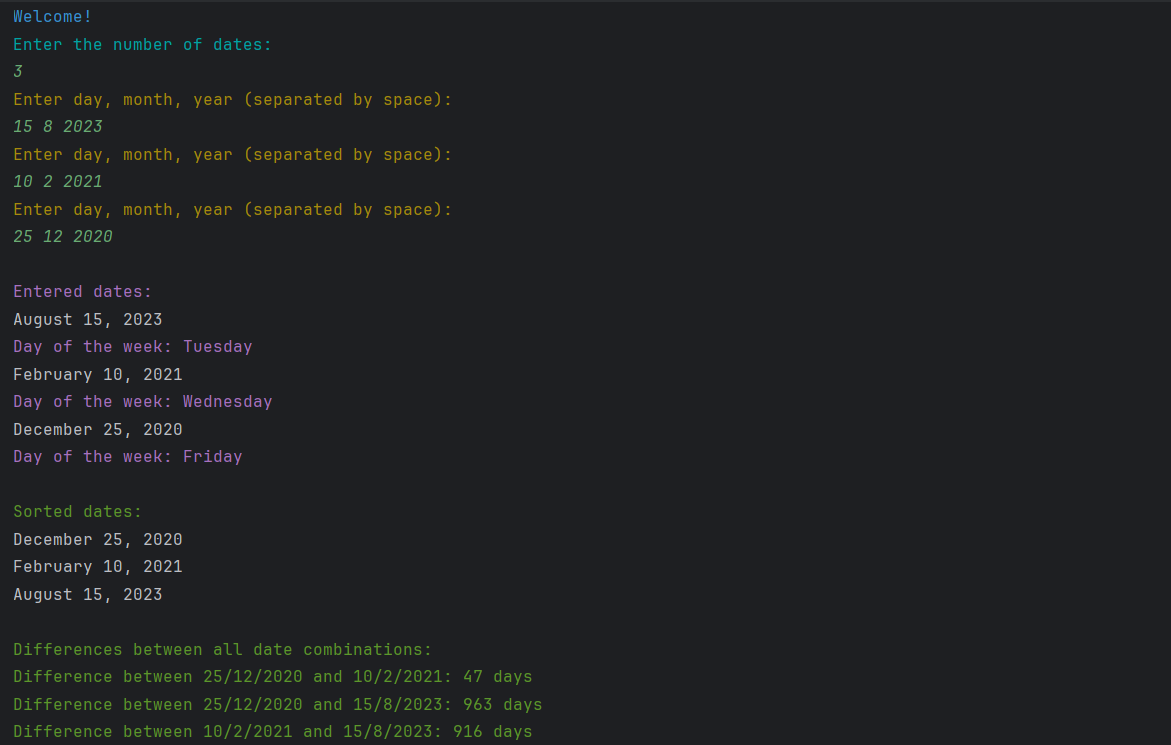 Welcome!
Enter the number of dates:
3
Enter day, month, year (separated by space):
15 8 2023
Enter day, month, year (separated by space):
10 2 2021
Enter day, month, year (separated by space):
25 12 2020
Entered dates:
August 15, 2023
Day of the week: Tuesday
February 10, 2021
Day of the week: Wednesday
December 25, 2020
Day of the week: Friday
Sorted dates:
December 25, 2020
February 10, 2021
August 15, 2023
Differences between all date combinations:
Difference between 25/12/2020 and 10/2/2021: 47 days
Difference between 25/12/2020 and 15/8/2023: 963 days
Difference between 10/2/2021 and 15/8/2023: 916 days